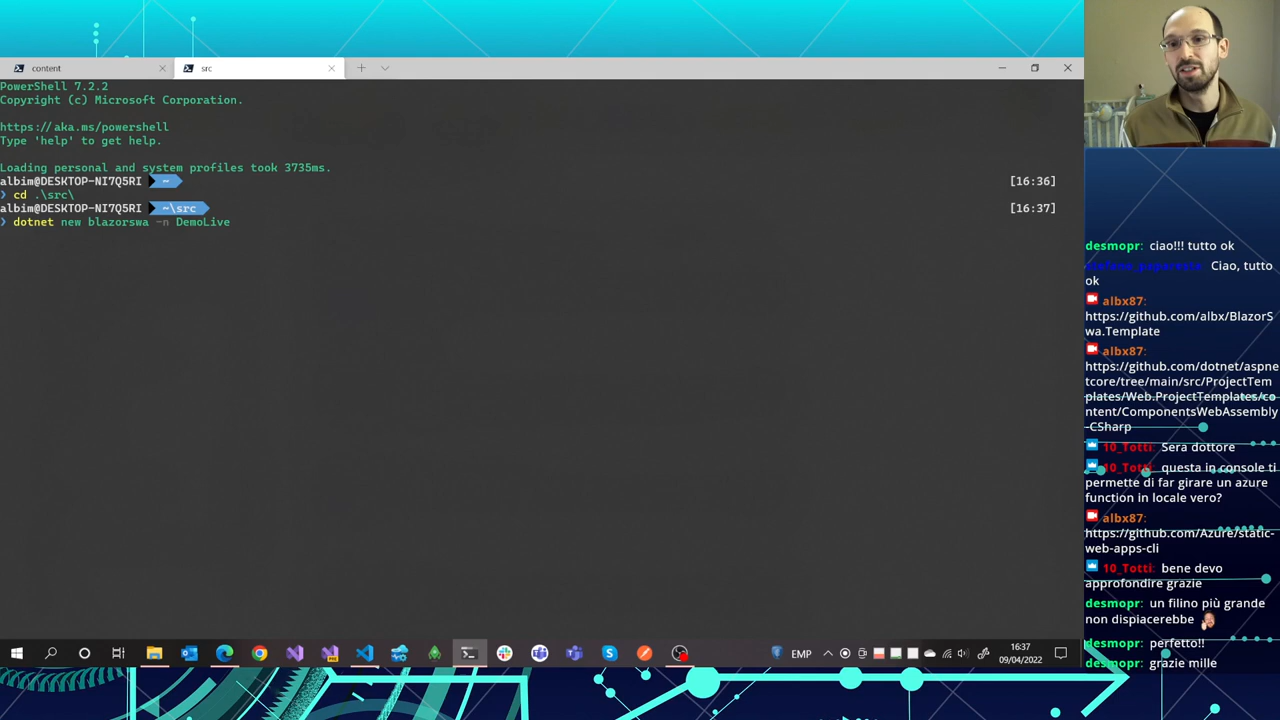 content
src
PowerShell 7.2.2
Copyright (c) Microsoft Corporation.
https://aka.ms/powershell
Type 'help' to get help.
Loading personal and system profiles took 3735ms.
albim@DESKTOP-NI7Q5RI ~ [16:36]
❯ cd .\src\
albim@DESKTOP-NI7Q5RI ~\src [16:37]
❯ dotnet new blazorswa -n DemoLive
desmopr: ciao!!! tutto ok
Ciao, tutto
ok
albx87:
https://github.com/albx/BlazorS
wa.Template
albx87:
https://github.com/dotnet/aspne
tcore/tree/main/src/ProjectTem
plates/Web.ProjectTemplates/co
ntent/ComponentsWebAssembly
-CSharp
10_Totti: Sera dottore
10_Totti: questa in console ti
permette di far girare un azure
function in locale vero?
albx87:
https://github.com/Azure/static-
web-apps-cli
10_Totti: bene devo
approfondire grazie
desmopr: un filino più grande
non dispiacerebbe
desmopr: perfetto!!
desmopr: grazie mille
EMP
16:37
09/04/2022